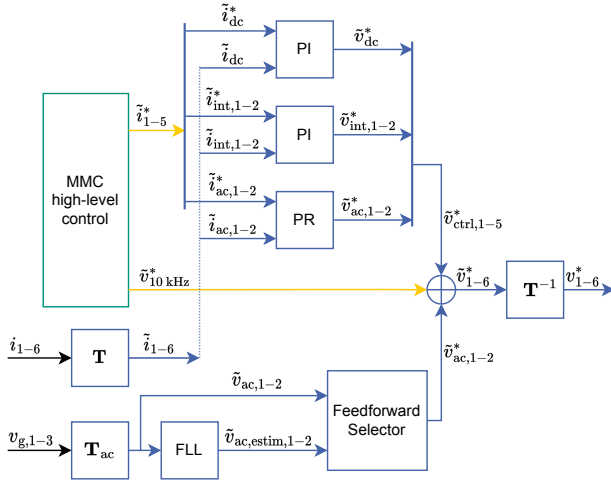 ĩ*dc
PI
ṽ*dc
ĩdc
ĩ*int,1−2
PI
ṽ*int,1−2
ĩ*1−5
ĩint,1−2
MMC
high-level
control
ĩ*ac,1−2
PR
ṽ*ac,1−2
ĩac,1−2
ṽ*ctrl,1−5
ṽ*10 kHz
ṽ*1−6
T−1
v*1−6
i1−6
T
ĩ1−6
ṽ*ac,1−2
ṽac,1−2
Feedforward
Selector
vg,1−3
Tac
FLL
ṽac,estim,1−2